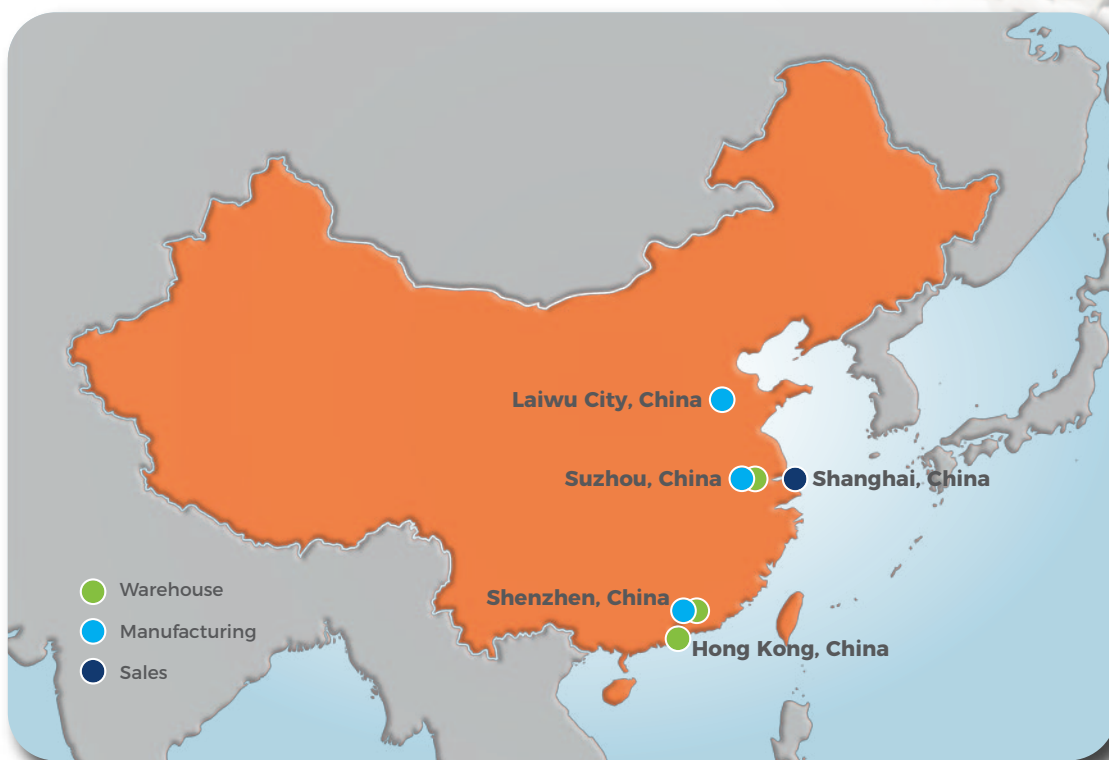 Laiwu City, China
Suzhou, China
Shanghai, China
Shenzhen, China
Hong Kong, China
Warehouse
Manufacturing
Sales